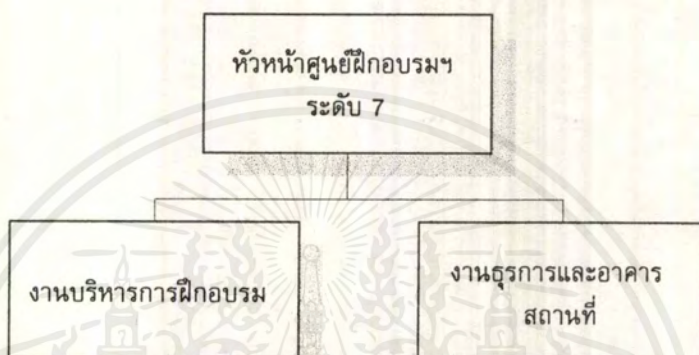 หัวหน้าศูนย์ฝึกอบรมฯ
ระดับ 7
งานบริหารการฝึกอบรม
งานธุรการและอาคาร
สถานที่